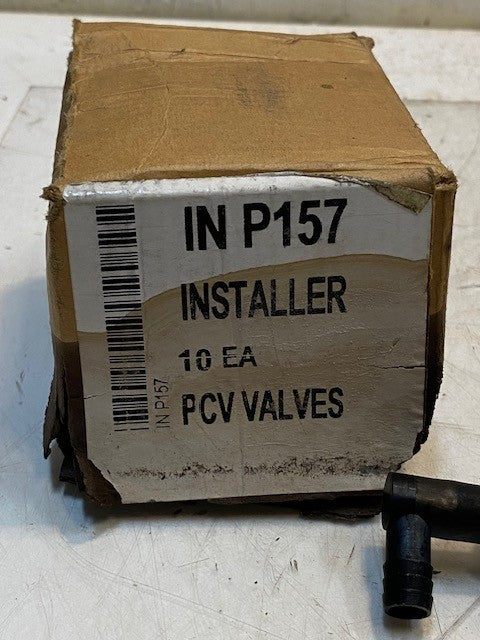 IN P157
INSTALLER
10 EA
PCV VALVES
IN P157